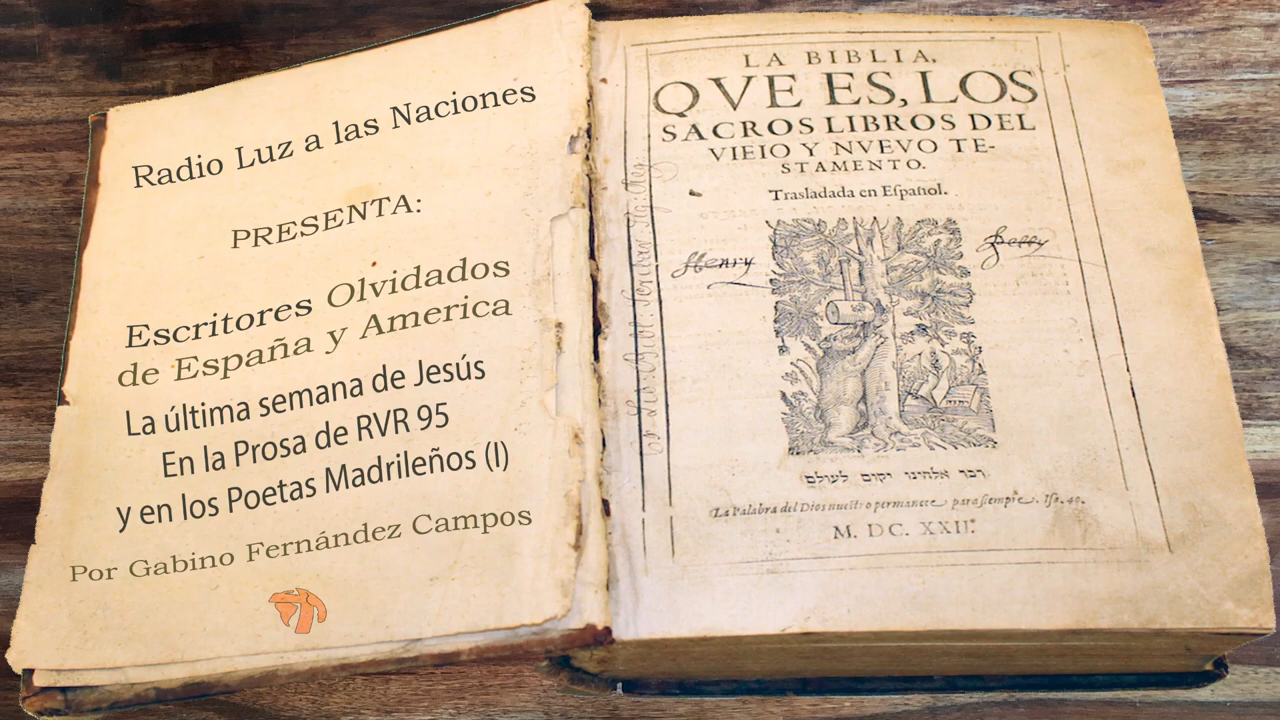 Radio Luz a las Naciones
PRESENTA:
Escritores Olvidados
de España y America
La última semana de Jesús
En la Prosa de RVR 95
y en los Poetas Madrileños (I)
Por Gabino Fernández Campos
LA BIBLIA,
QVE ES, LOS
SACROS LIBROS DEL
VIEIO Y NVEVO TE-
STAMENTO.
Trasladada en Eſpañol.
Henry
דבר אלהינו יקום לעולם
La Palabra del Dios nueſtro permanece para ſiempre. Iſa. 40.
M. DC. XXII.